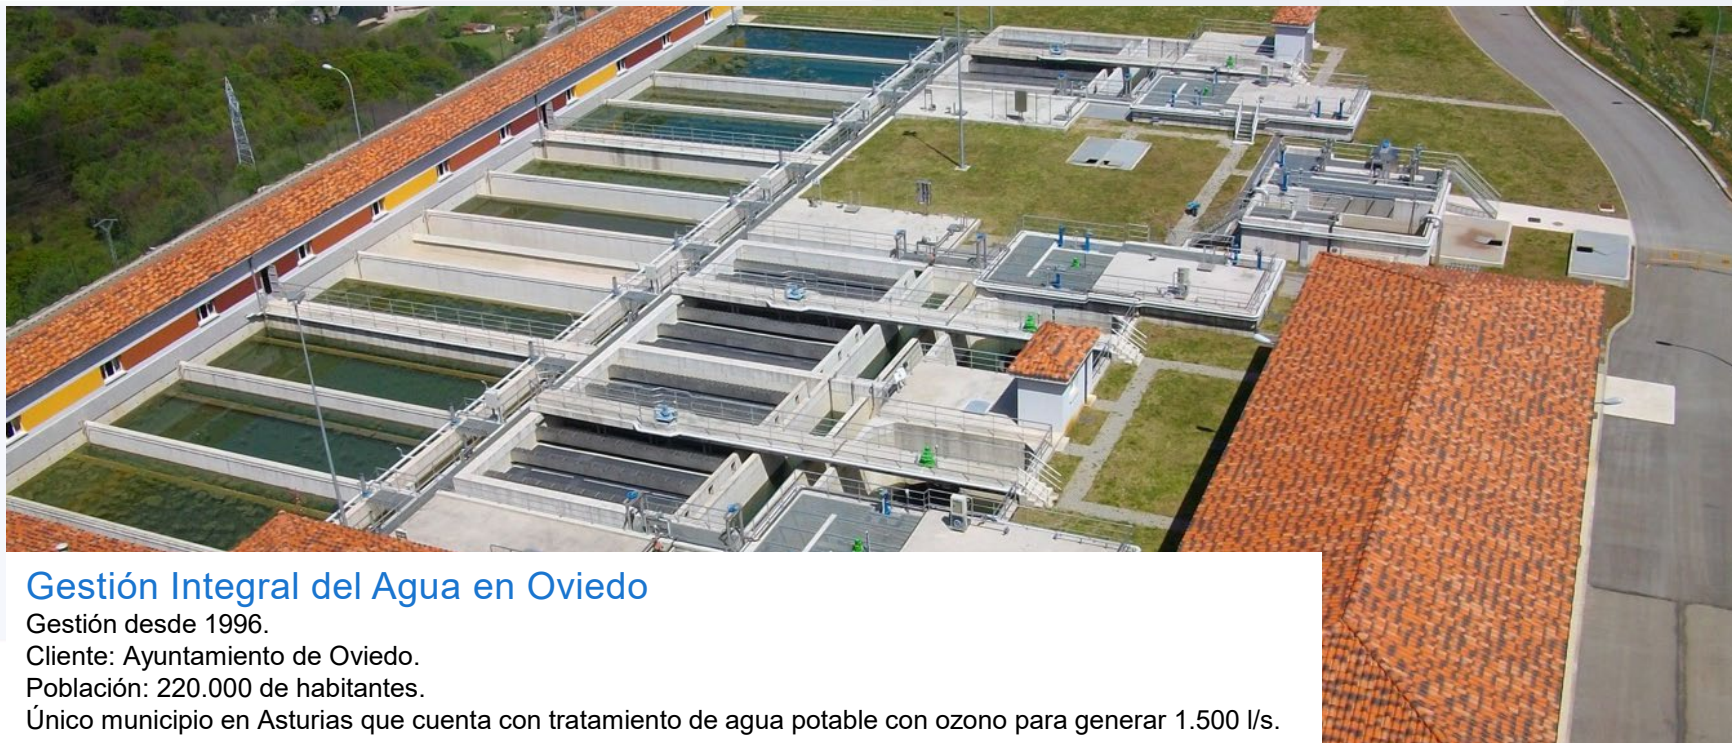 Gestión Integral del Agua en Oviedo
Gestión desde 1996.
Cliente: Ayuntamiento de Oviedo.
Población: 220.000 de habitantes.
Único municipio en Asturias que cuenta con tratamiento de agua potable con ozono para generar 1.500 l/s.